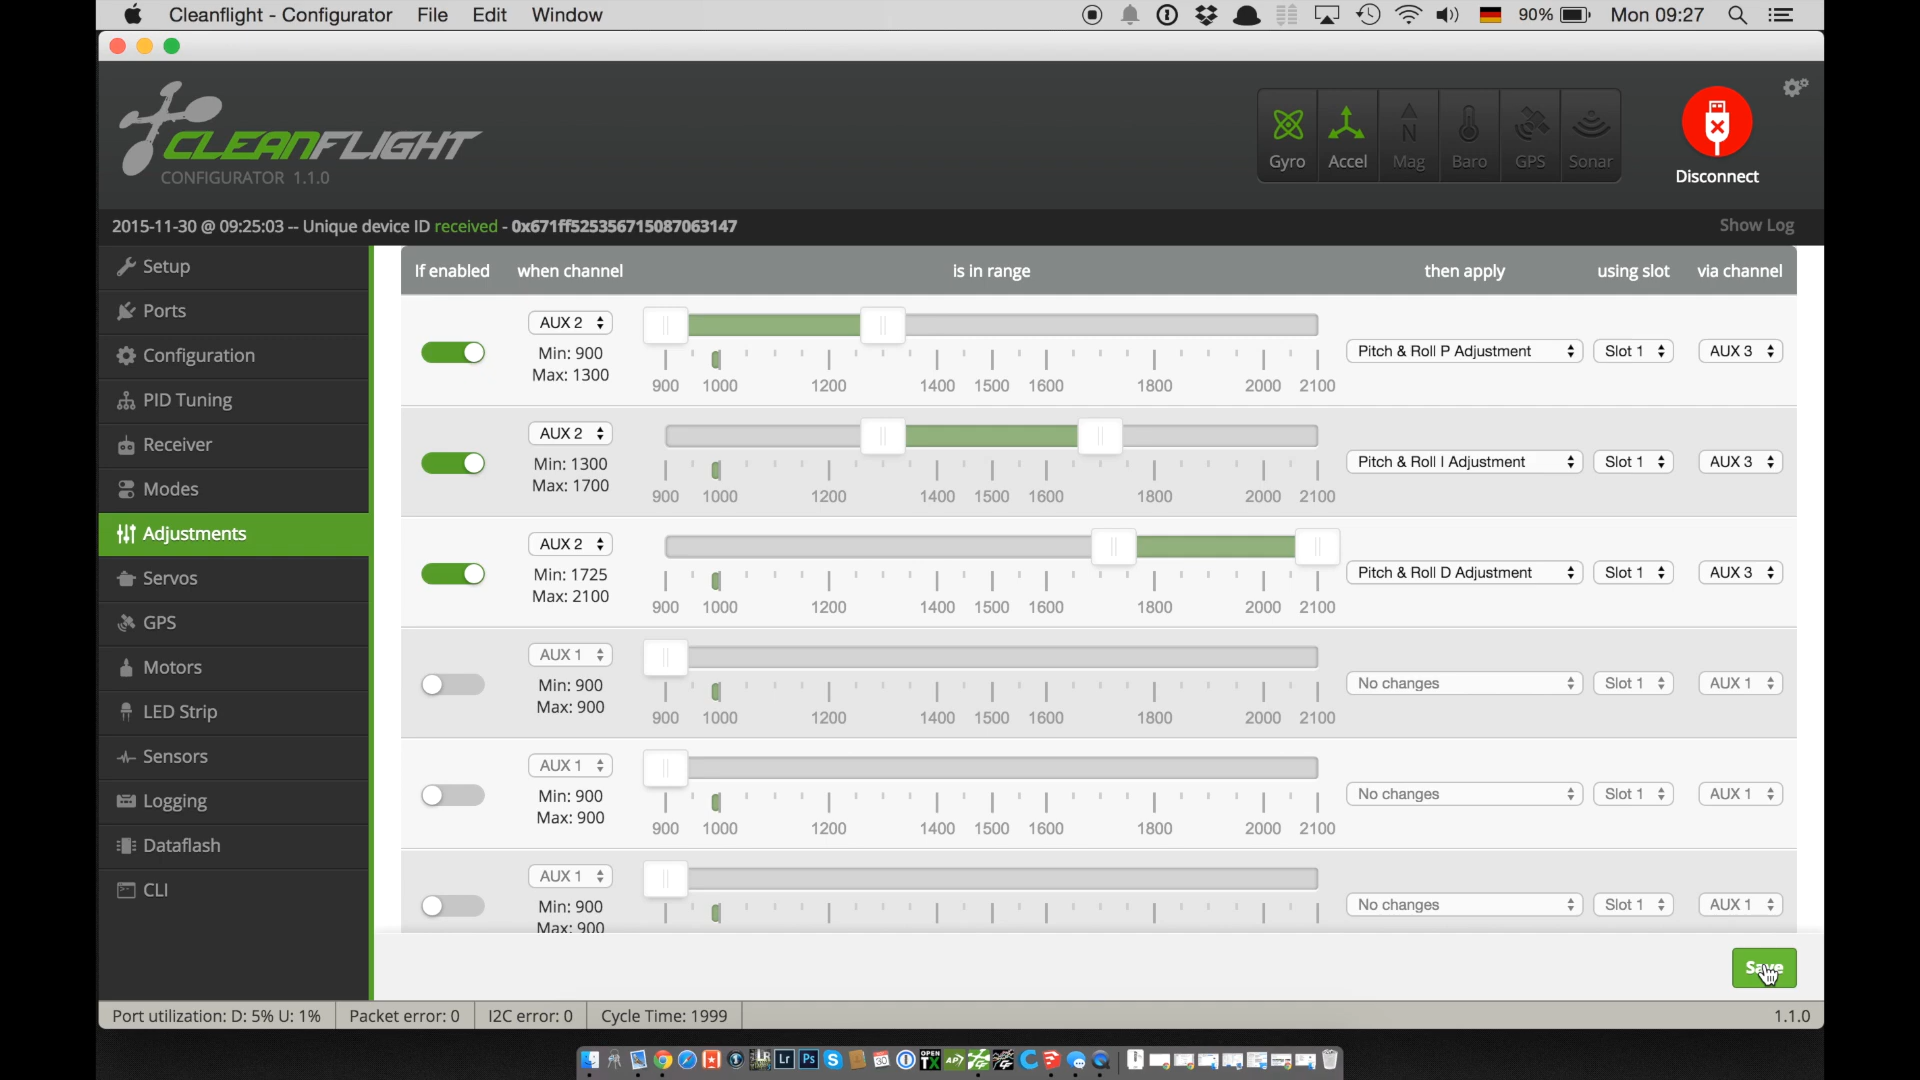 Cleanflight - Configurator File Edit Window 90% Mon 09:27
CLEANFLIGHT
CONFIGURATOR 1.1.0
Gyro Accel Mag Baro GPS Sonar
Disconnect
2015-11-30 @ 09:25:03 -- Unique device ID received - 0x671ff525356715087063147
Show Log
Setup
Ports
Configuration
PID Tuning
Receiver
Modes
Adjustments
Servos
GPS
Motors
LED Strip
Sensors
Logging
Dataflash
CLI
If enabled when channel is in range then apply using slot via channel
AUX 2
Min: 900
Max: 1300
900 1000 1200 1400 1500 1600 1800 2000 2100
Pitch & Roll P Adjustment Slot 1 AUX 3
AUX 2
Min: 1300
Max: 1700
900 1000 1200 1400 1500 1600 1800 2000 2100
Pitch & Roll I Adjustment Slot 1 AUX 3
AUX 2
Min: 1725
Max: 2100
900 1000 1200 1400 1500 1600 1800 2000 2100
Pitch & Roll D Adjustment Slot 1 AUX 3
AUX 1
Min: 900
Max: 900
900 1000 1200 1400 1500 1600 1800 2000 2100
No changes Slot 1 AUX 1
AUX 1
Min: 900
Max: 900
900 1000 1200 1400 1500 1600 1800 2000 2100
No changes Slot 1 AUX 1
AUX 1
Min: 900
Max: 900
No changes Slot 1 AUX 1
Save
Port utilization: D: 5% U: 1% Packet error: 0 I2C error: 0 Cycle Time: 1999 1.1.0
Lr Ps 30 OPEN TX